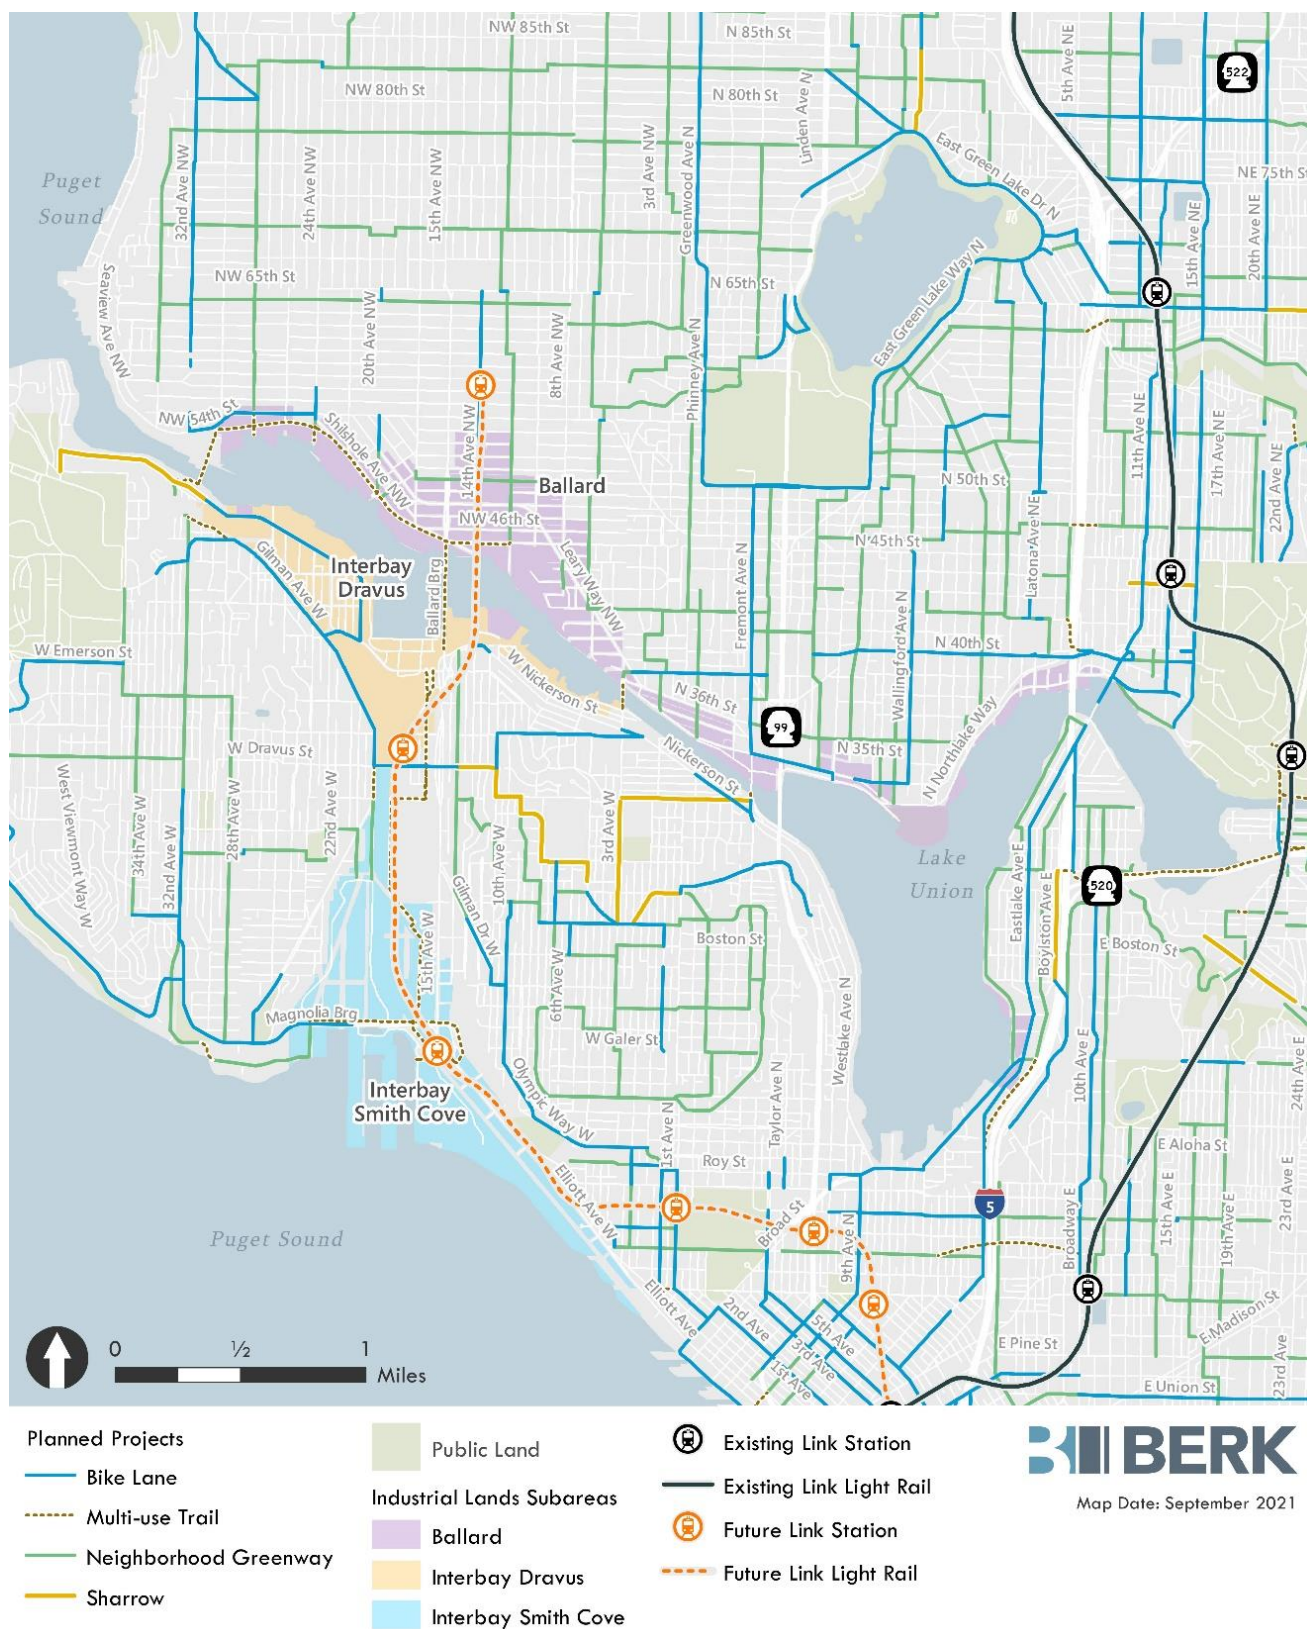 NW 85th St
N 85th St
5th Ave NE
522
NW 80th St
N 80th St
Linden Ave N
East Green Lake Dr N
NE 75th St
Puget
Sound
32nd Ave NW
24th Ave NW
15th Ave NW
3rd Ave NW
Greenwood Ave N
15th Ave NE
20th Ave NE
Seaview Ave NW
NW 65th St
N 65th St
East Green Lake Way N
20th Ave NW
8th Ave NW
Phinney Ave N
NW 54th St
Shilshole Ave NW
14th Ave NW
Ballard
N 50th St
11th Ave NE
17th Ave NE
22nd Ave NE
NW 46th St
N 45th St
Latona Ave NE
Interbay
Dravus
Gilman Ave W
Ballard Brg
Leary Way NW
Fremont Ave N
Wallingford Ave N
W Emerson St
N 40th St
W Nickerson St
N 36th St
99
N 35th St
N Northlake Way
W Dravus St
Nickerson St
West Viewmont Way W
34th Ave W
32nd Ave W
28th Ave W
22nd Ave W
10th Ave W
3rd Ave W
Lake
Union
Eastlake Ave E
Boylston Ave E
520
Gilman Dr W
15th Ave W
6th Ave W
Boston St
E Boston St
Magnolia Brg
W Galer St
Westlake Ave N
Interbay
Smith Cove
Olympic Way W
Taylor Ave N
10th Ave E
24th Ave E
1st Ave N
Roy St
E Aloha St
Elliott Ave W
Broad St
9th Ave N
5
Broadway E
15th Ave E
19th Ave E
23rd Ave E
Puget Sound
Elliott Ave
2nd Ave
5th Ave
3rd Ave
1st Ave
E Pine St
E Madison St
E Union St
23rd Ave
0 ½ 1
Miles
Planned Projects
Bike Lane
Multi-use Trail
Neighborhood Greenway
Sharrow
Public Land
Industrial Lands Subareas
Ballard
Interbay Dravus
Interbay Smith Cove
Existing Link Station
Existing Link Light Rail
Future Link Station
Future Link Light Rail
BERK
Map Date: September 2021